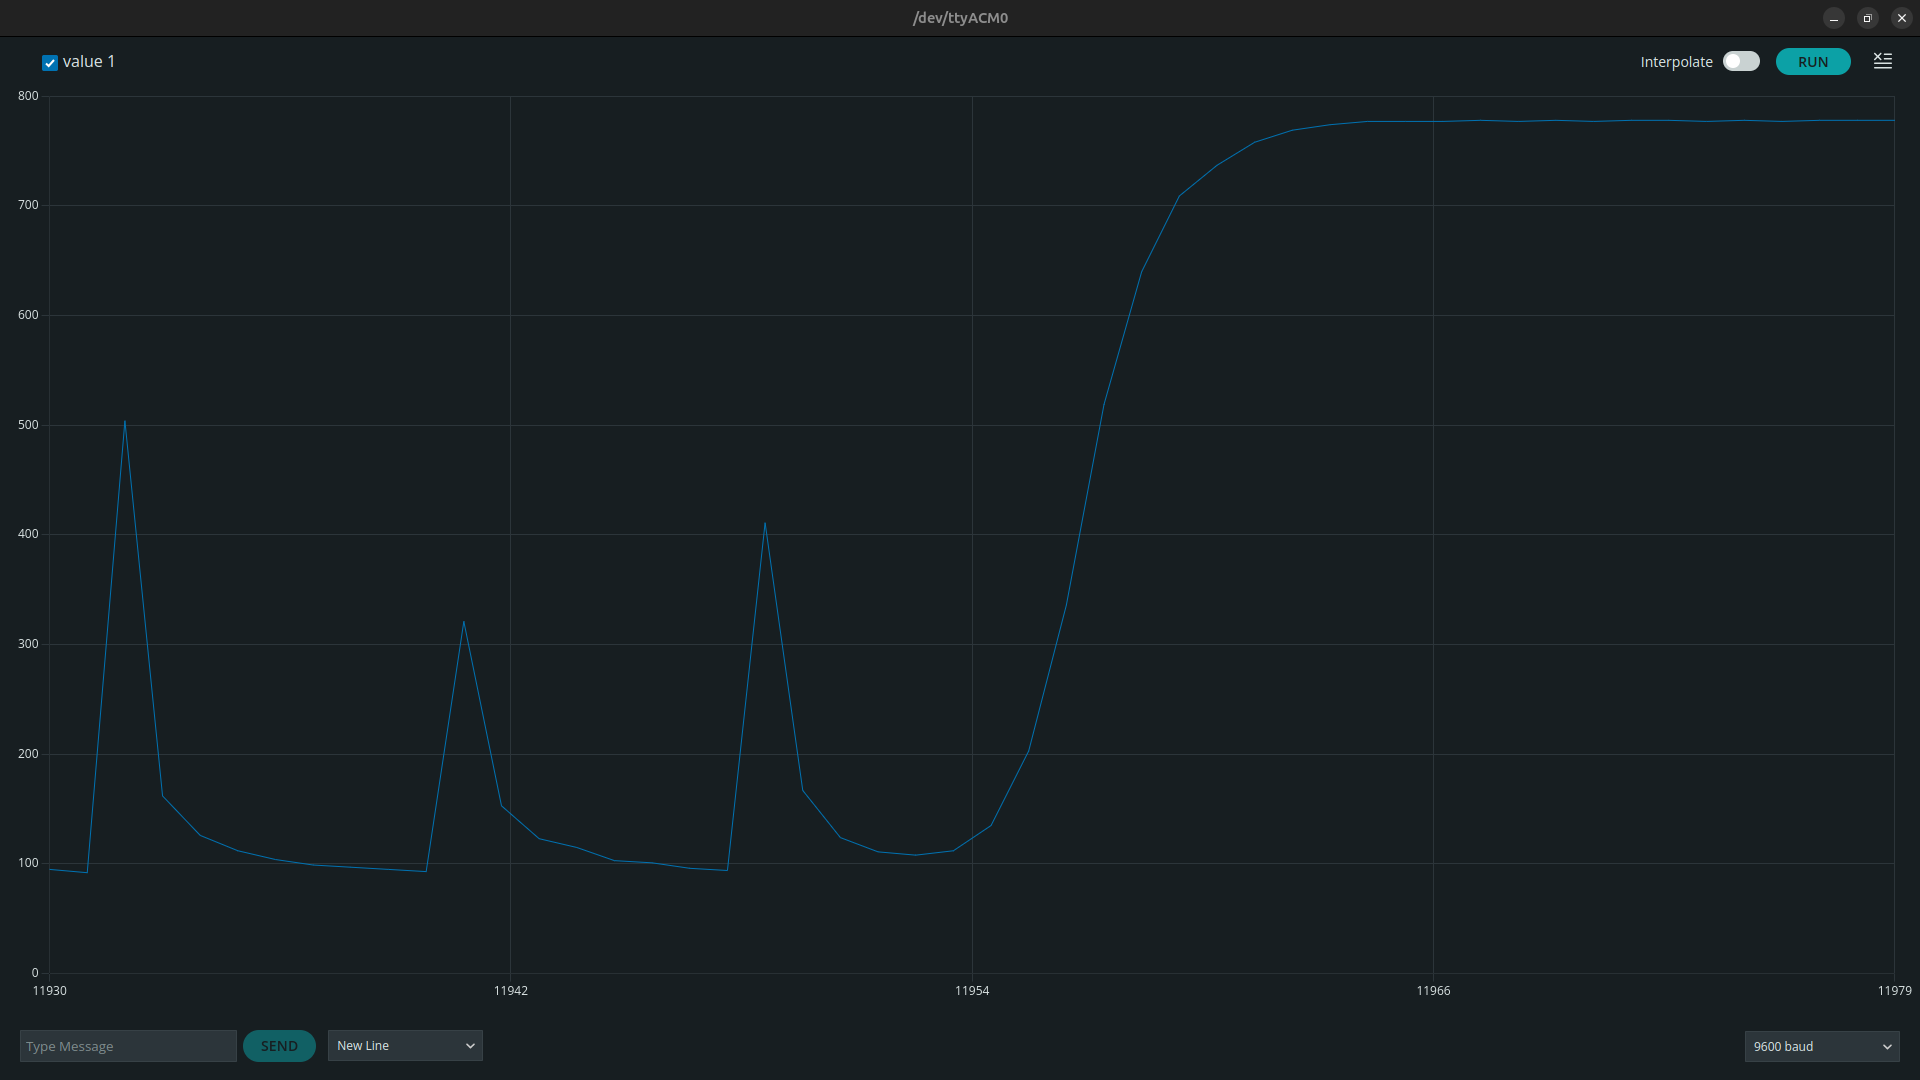 /dev/ttyACM0
value 1
Interpolate
RUN
800
700
600
500
400
300
200
100
0
11930 11942 11954 11966 11979
Type Message
SEND
New Line
9600 baud